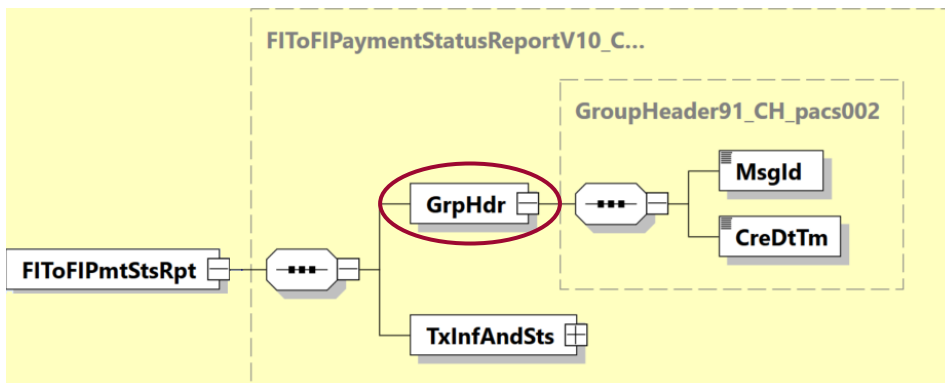 FIToFIPaymentStatusReportV10_C...
GroupHeader91_CH_pacs002
MsgId
GrpHdr
CreDtTm
FIToFIPmtStsRpt
TxInfAndSts